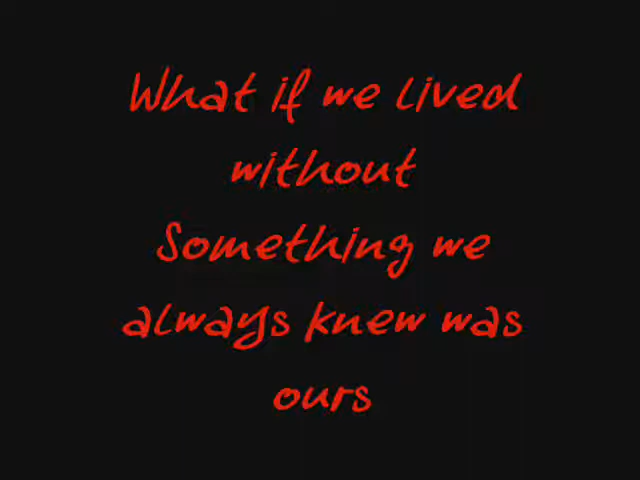 What if we lived
without
Something we
always knew was
ours